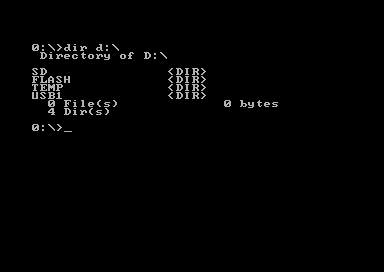 0:\>dir d:\
Directory of D:\
SD <DIR>
FLASH <DIR>
TEMP <DIR>
USB1 <DIR>
0 File(s) 0 bytes
4 Dir(s)
0:\>_